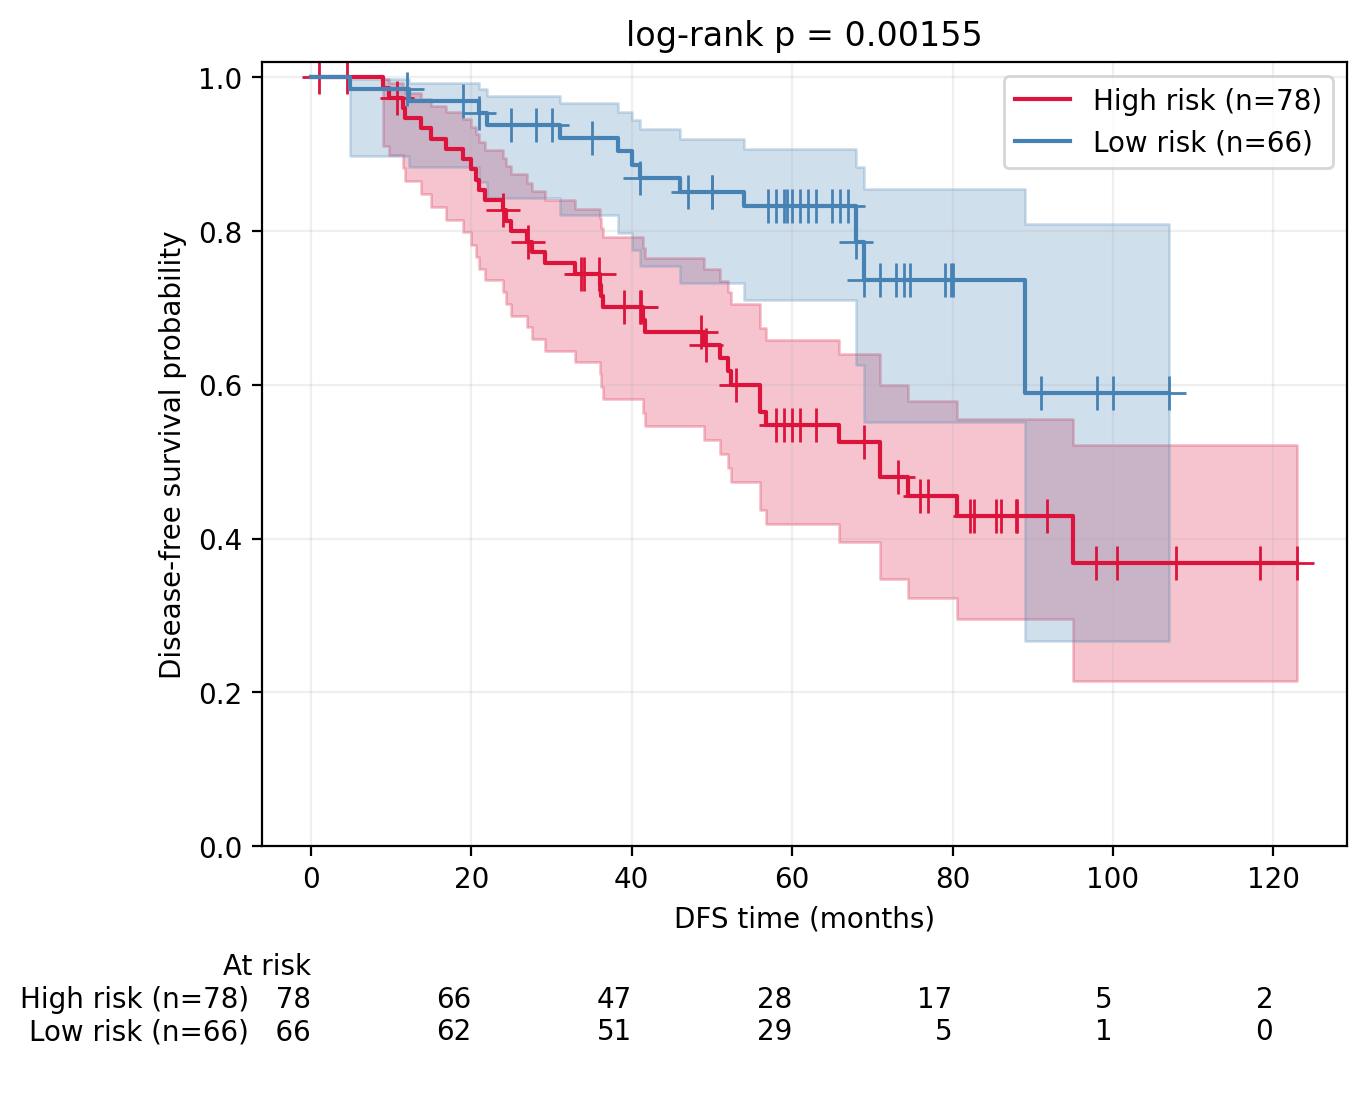 log-rank p = 0.00155
High risk (n=78)
Low risk (n=66)
Disease-free survival probability
1.0
0.8
0.6
0.4
0.2
0.0
0 20 40 60 80 100 120
DFS time (months)
At risk
High risk (n=78) 78 66 47 28 17 5 2
Low risk (n=66) 66 62 51 29 5 1 0